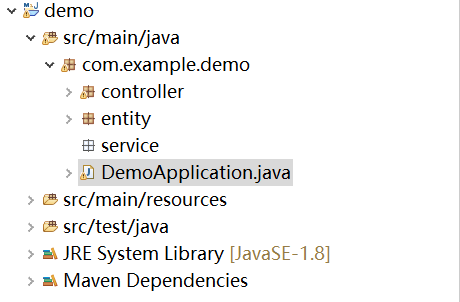 demo
src/main/java
com.example.demo
controller
entity
service
DemoApplication.java
src/main/resources
src/test/java
JRE System Library [JavaSE-1.8]
Maven Dependencies